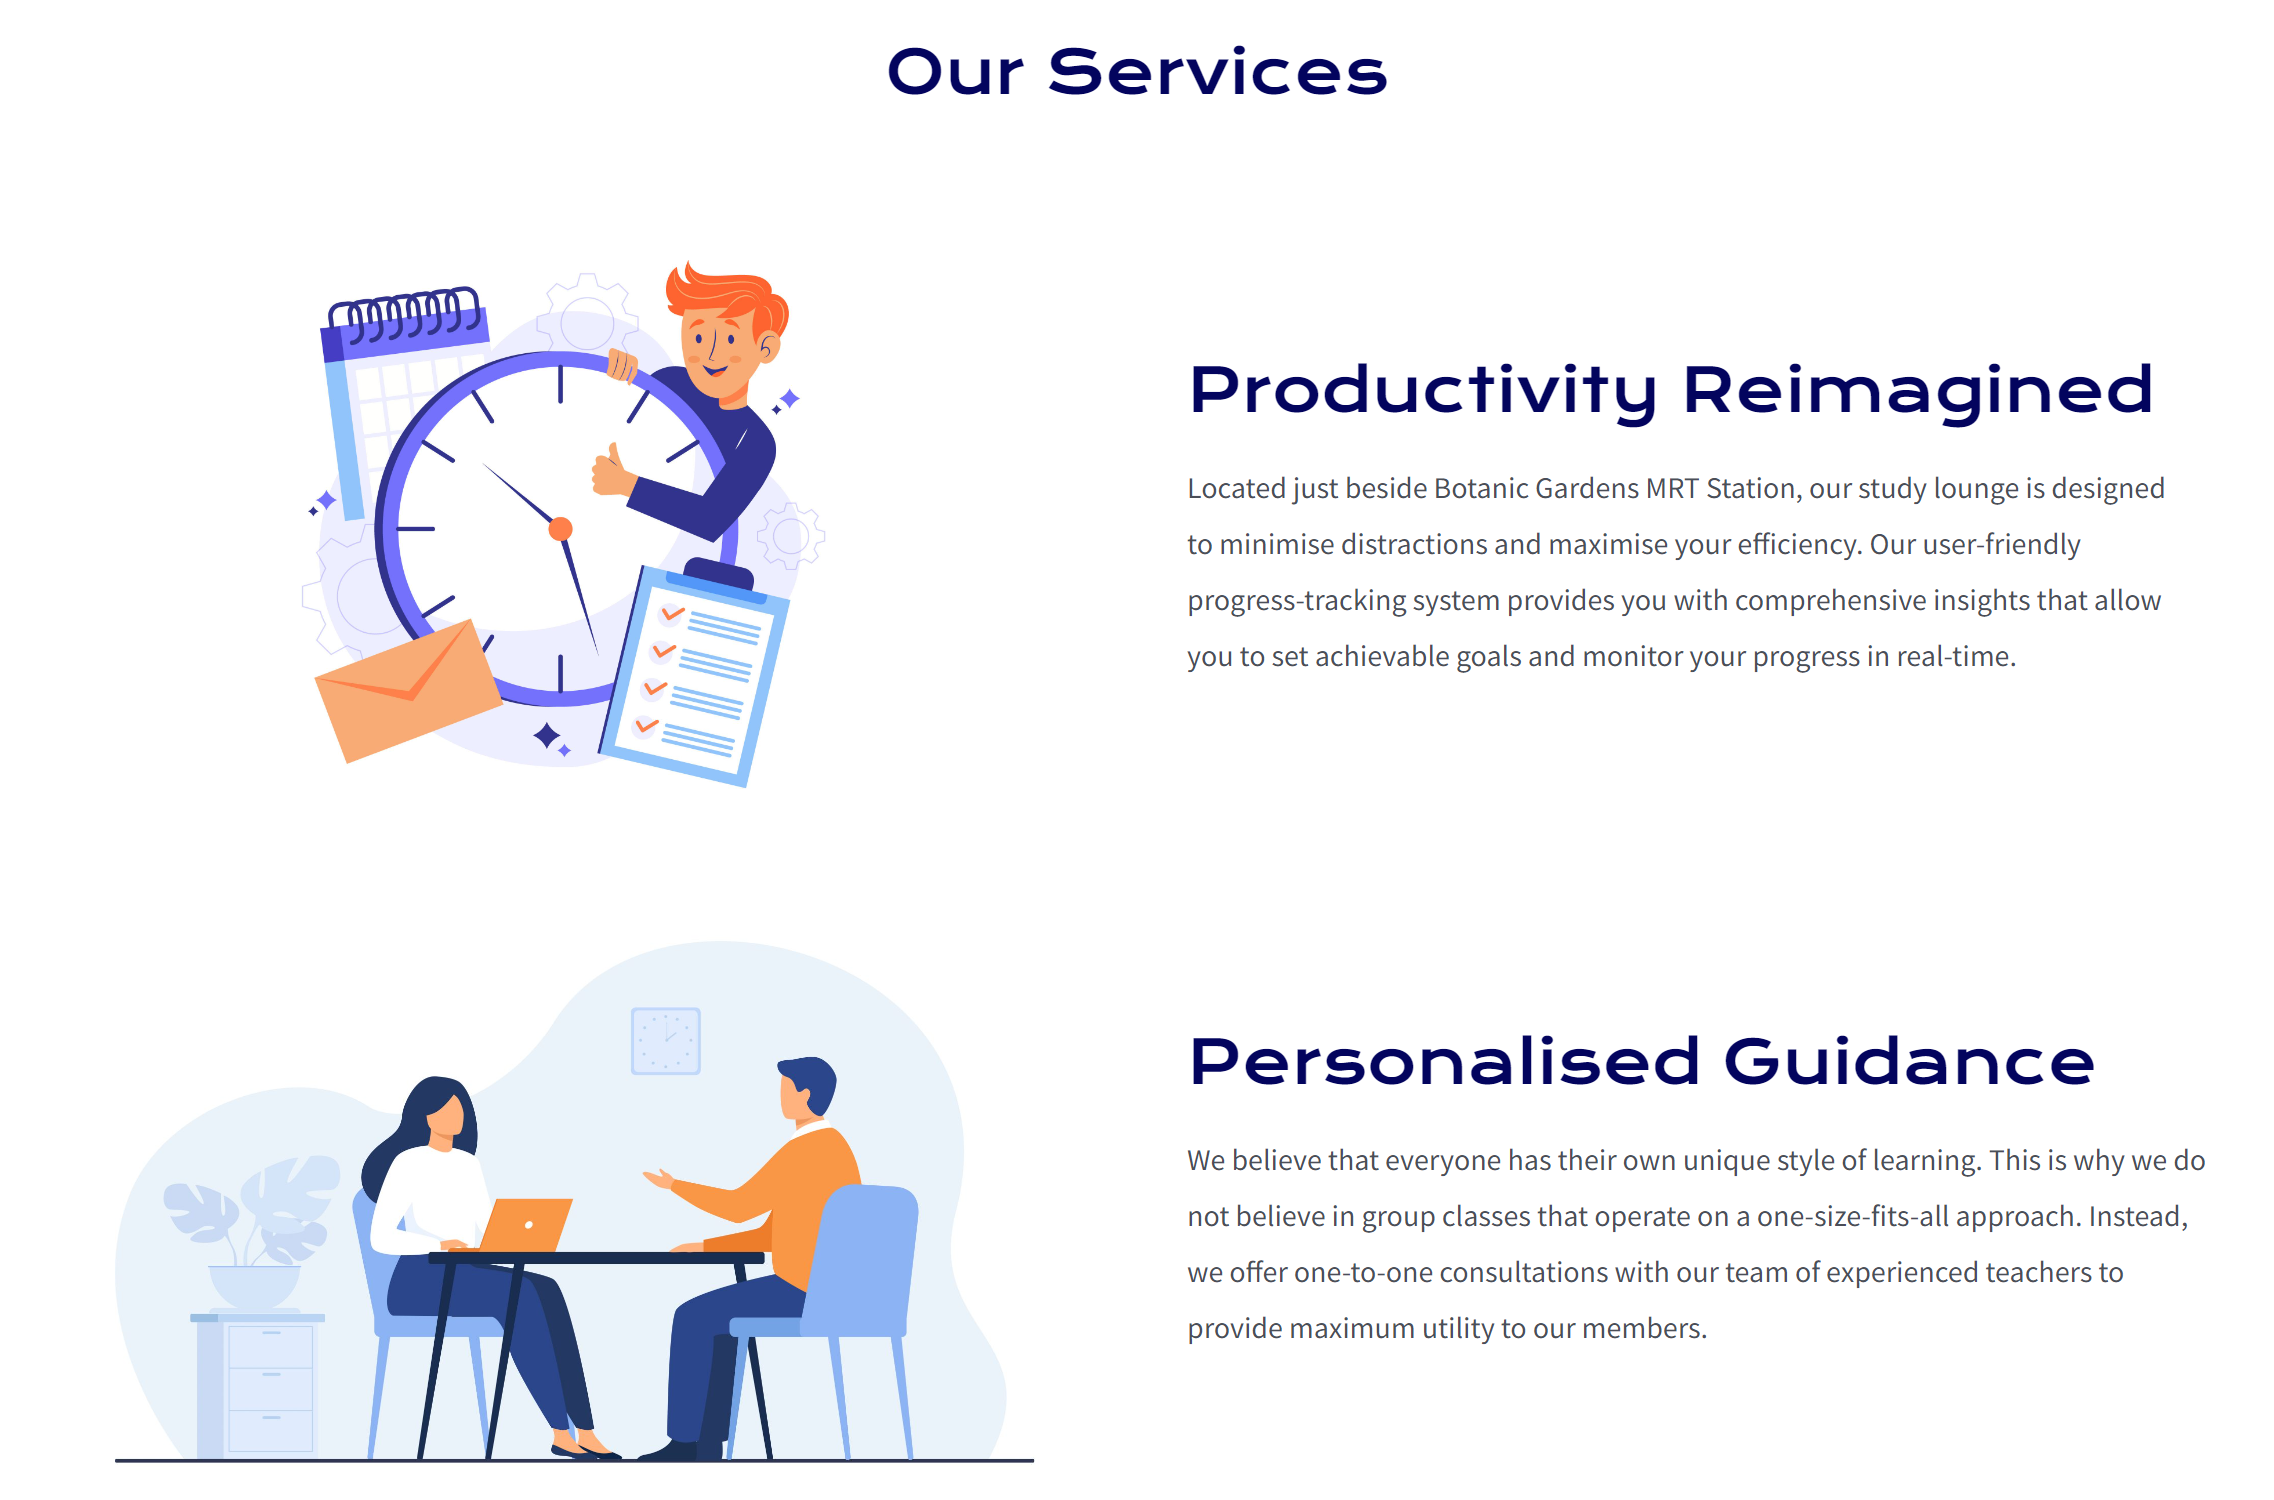 Our Services
Productivity Reimagined
Located just beside Botanic Gardens MRT Station, our study lounge is designed
to minimise distractions and maximise your efficiency. Our user-friendly
progress-tracking system provides you with comprehensive insights that allow
you to set achievable goals and monitor your progress in real-time.
Personalised Guidance
We believe that everyone has their own unique style of learning. This is why we do
not believe in group classes that operate on a one-size-fits-all approach. Instead,
we offer one-to-one consultations with our team of experienced teachers to
provide maximum utility to our members.